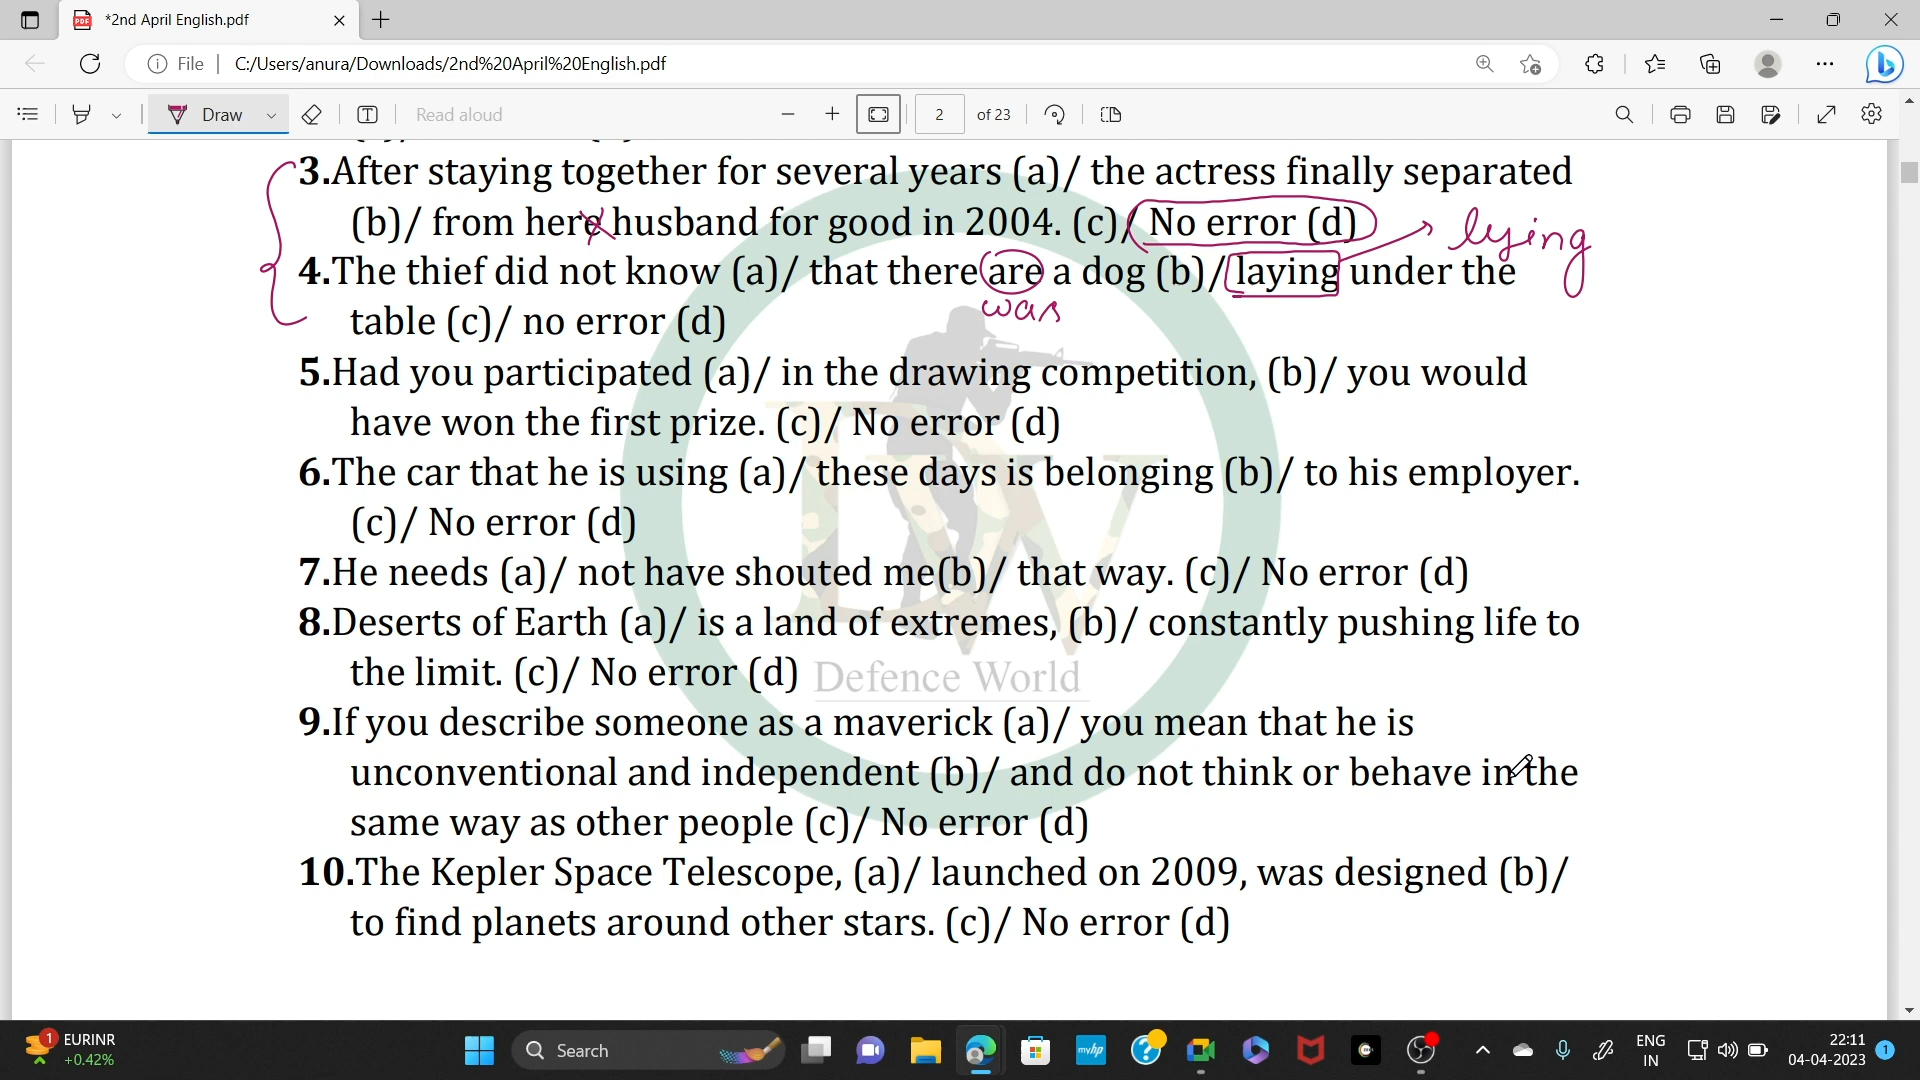 *2nd April English.pdf
File
C:/Users/anura/Downloads/2nd%20April%20English.pdf
Draw
Read aloud
2
of 23
3.After staying together for several years (a)/ the actress finally separated
(b)/ from here husband for good in 2004. (c)/ No error (d)
lying
4.The thief did not know (a)/ that there are a dog (b)/ laying under the
was
table (c)/ no error (d)
5.Had you participated (a)/ in the drawing competition, (b)/ you would
have won the first prize. (c)/ No error (d)
6.The car that he is using (a)/ these days is belonging (b)/ to his employer.
(c)/ No error (d)
7.He needs (a)/ not have shouted me(b)/ that way. (c)/ No error (d)
8.Deserts of Earth (a)/ is a land of extremes, (b)/ constantly pushing life to
the limit. (c)/ No error (d)
Defence World
9.If you describe someone as a maverick (a)/ you mean that he is
unconventional and independent (b)/ and do not think or behave in the
same way as other people (c)/ No error (d)
10.The Kepler Space Telescope, (a)/ launched on 2009, was designed (b)/
to find planets around other stars. (c)/ No error (d)
DW
1
EURINR
+0.42%
Search
myhp
ENG
IN
22:11
04-04-2023
1